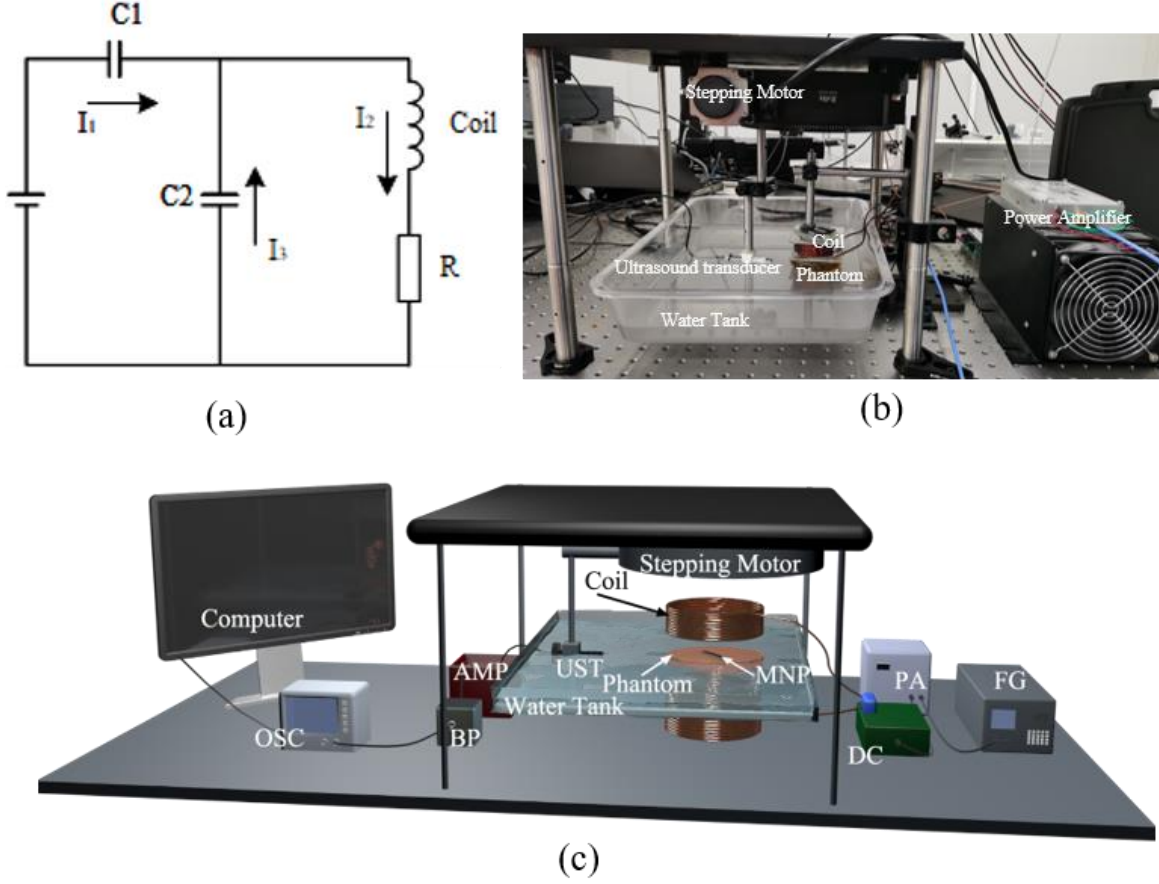 C1
I₁
I₂
Coil
C2
I₃
R
(a)
Stepping Motor
Power Amplifier
Coil
Ultrasound transducer
Phantom
Water Tank
(b)
Stepping Motor
Coil
Computer
AMP
UST
Phantom
MNP
PA
FG
Water Tank
OSC
BP
DC
(c)